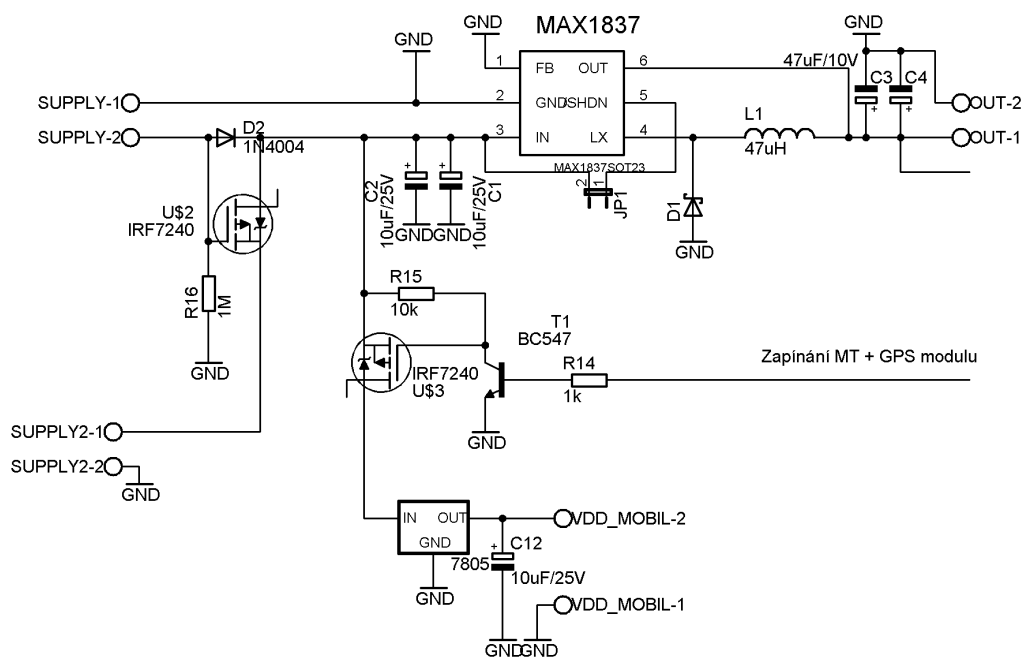 MAX1837
GND
GND
GND
1
FB
OUT
6
47uF/10V
C3
C4
SUPPLY-1
2
GND
/SHDN
5
OUT-2
SUPPLY-2
D2
1N4004
3
IN
LX
4
L1
47uH
OUT-1
MAX1837SOT23
2
1
JP1
C2
10uF/25V
10uF/25V
C1
+
+
+
+
GND
GND
D1
GND
U$2
IRF7240
R16
1M
GND
R15
10k
T1
BC547
IRF7240
U$3
R14
1k
Zapínání MT + GPS modulu
GND
SUPPLY2-1
SUPPLY2-2
GND
IN
OUT
GND
7805
VDD_MOBIL-2
+
C12
10uF/25V
GND
VDD_MOBIL-1
GND
GND